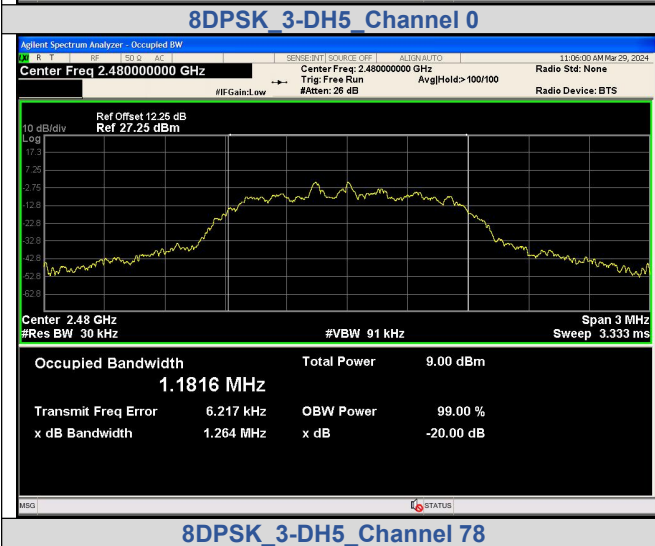 8DPSK_3-DH5_Channel 0
Agilent Spectrum Analyzer - Occupied BW
LXI R T RF 50 Ω AC SENSE:INT SOURCE OFF ALIGN AUTO 11:06:00 AM Mar 29, 2024
Center Freq 2.480000000 GHz Center Freq: 2.480000000 GHz Radio Std: None
Trig: Free Run Avg|Hold:>100/100
#IFGain:Low #Atten: 26 dB Radio Device: BTS
Ref Offset 12.25 dB
10 dB/div Ref 27.25 dBm
Log
17.3
7.25
-2.75
-12.8
-22.8
-32.8
-42.8
-52.8
-62.8
Center 2.48 GHz Span 3 MHz
#Res BW 30 kHz #VBW 91 kHz Sweep 3.333 ms
Occupied Bandwidth Total Power 9.00 dBm
1.1816 MHz
Transmit Freq Error 6.217 kHz OBW Power 99.00 %
x dB Bandwidth 1.264 MHz x dB -20.00 dB
MSG STATUS
8DPSK_3-DH5_Channel 78